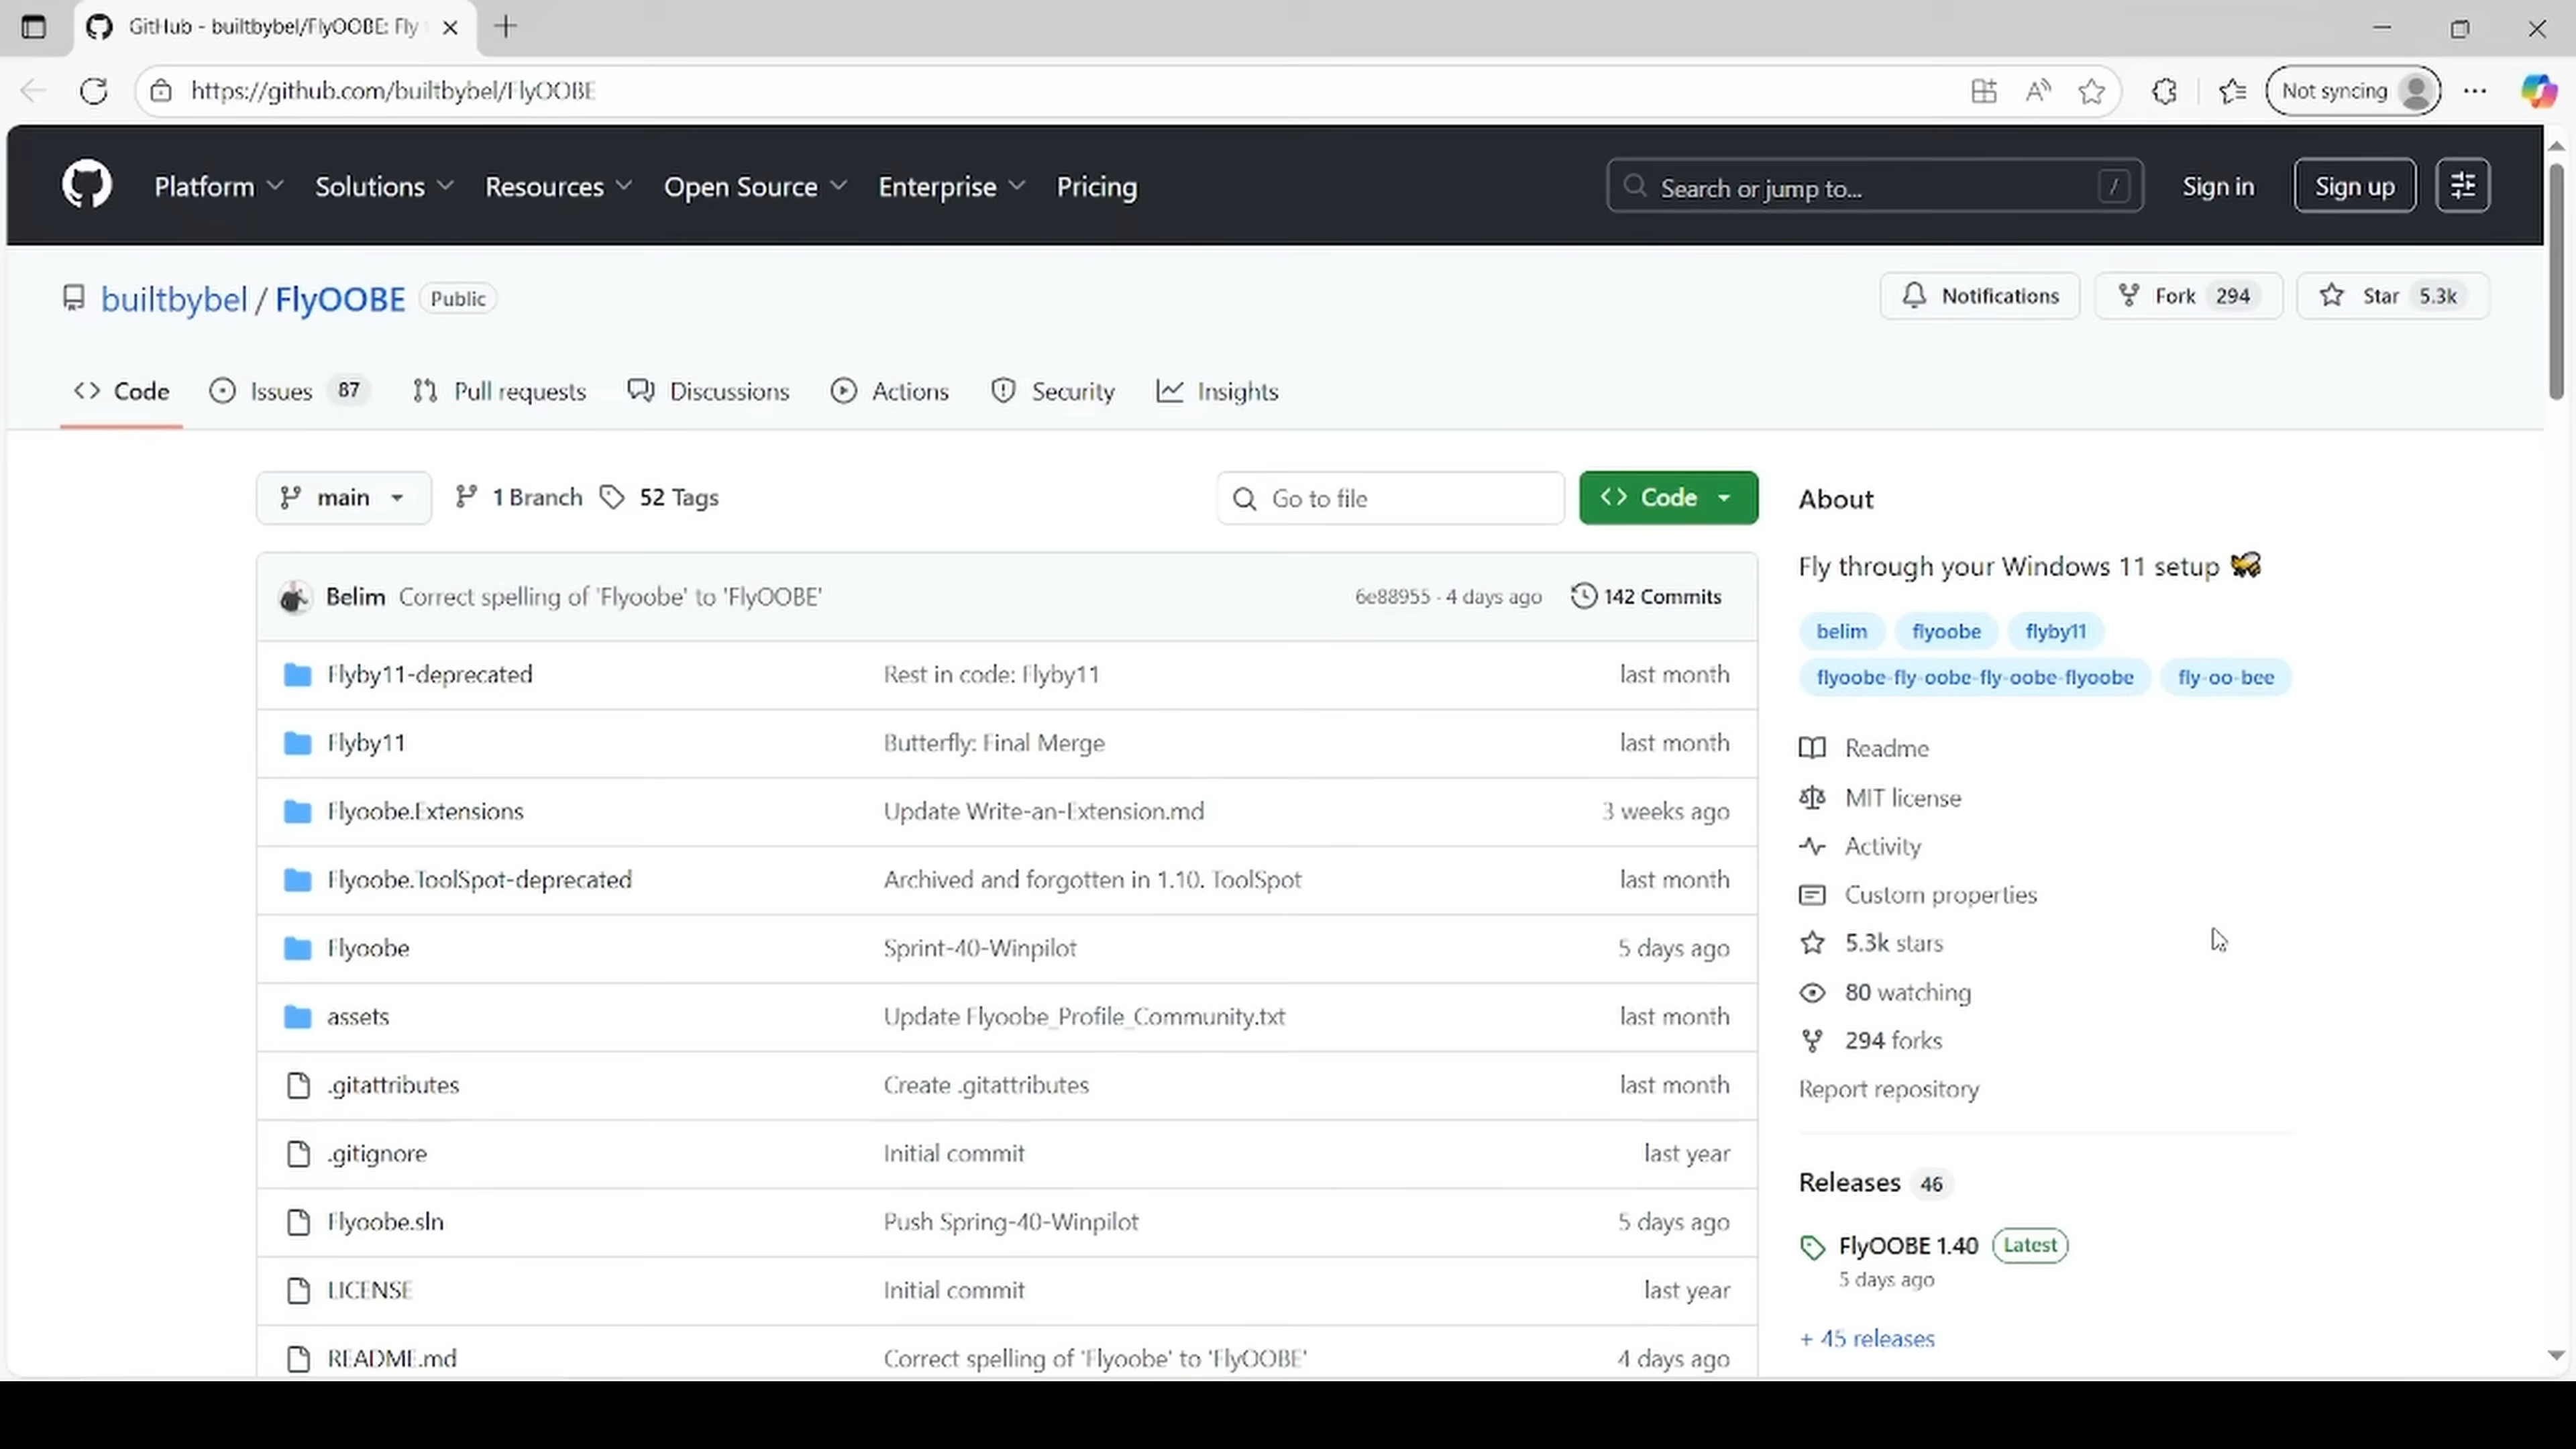 GitHub - builtbybel/FlyOOBE: Fly
https://github.com/builtbybel/FlyOOBE
Not syncing
Platform Solutions Resources Open Source Enterprise Pricing
Search or jump to... /
Sign in
Sign up
builtbybel / FlyOOBE Public
Notifications
Fork 294
Star 5.3k
Code
Issues 87
Pull requests
Discussions
Actions
Security
Insights
main
1 Branch
52 Tags
Go to file
Code
Belim Correct spelling of 'Flyoobe' to 'FlyOOBE' 6e88955 · 4 days ago 142 Commits
Flyby11-deprecated Rest in code: Flyby11 last month
Flyby11 Butterfly: Final Merge last month
Flyoobe.Extensions Update Write-an-Extension.md 3 weeks ago
Flyoobe.ToolSpot-deprecated Archived and forgotten in 1.10. ToolSpot last month
Flyoobe Sprint-40-Winpilot 5 days ago
assets Update Flyoobe_Profile_Community.txt last month
.gitattributes Create .gitattributes last month
.gitignore Initial commit last year
Flyoobe.sln Push Spring-40-Winpilot 5 days ago
LICENSE Initial commit last year
README.md Correct spelling of 'Flyoobe' to 'FlyOOBE' 4 days ago
About
Fly through your Windows 11 setup
belim flyoobe flyby11
flyoobe-fly-oobe-fly-oobe-flyoobe fly-oo-bee
Readme
MIT license
Activity
Custom properties
5.3k stars
80 watching
294 forks
Report repository
Releases 46
FlyOOBE 1.40 Latest
5 days ago
+ 45 releases